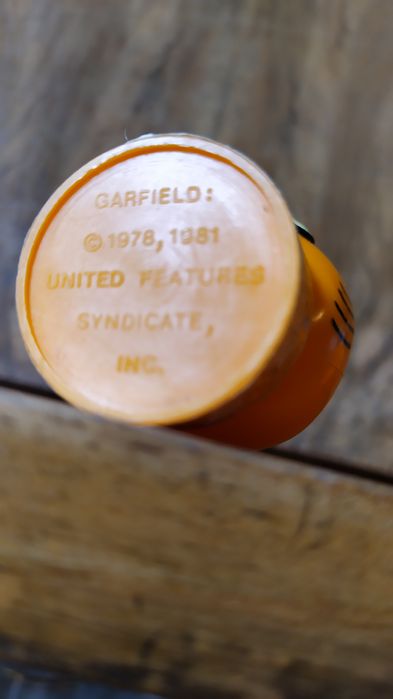 GARFIELD:
©1978,1981
UNITED FEATURES
SYNDICATE,
INC.